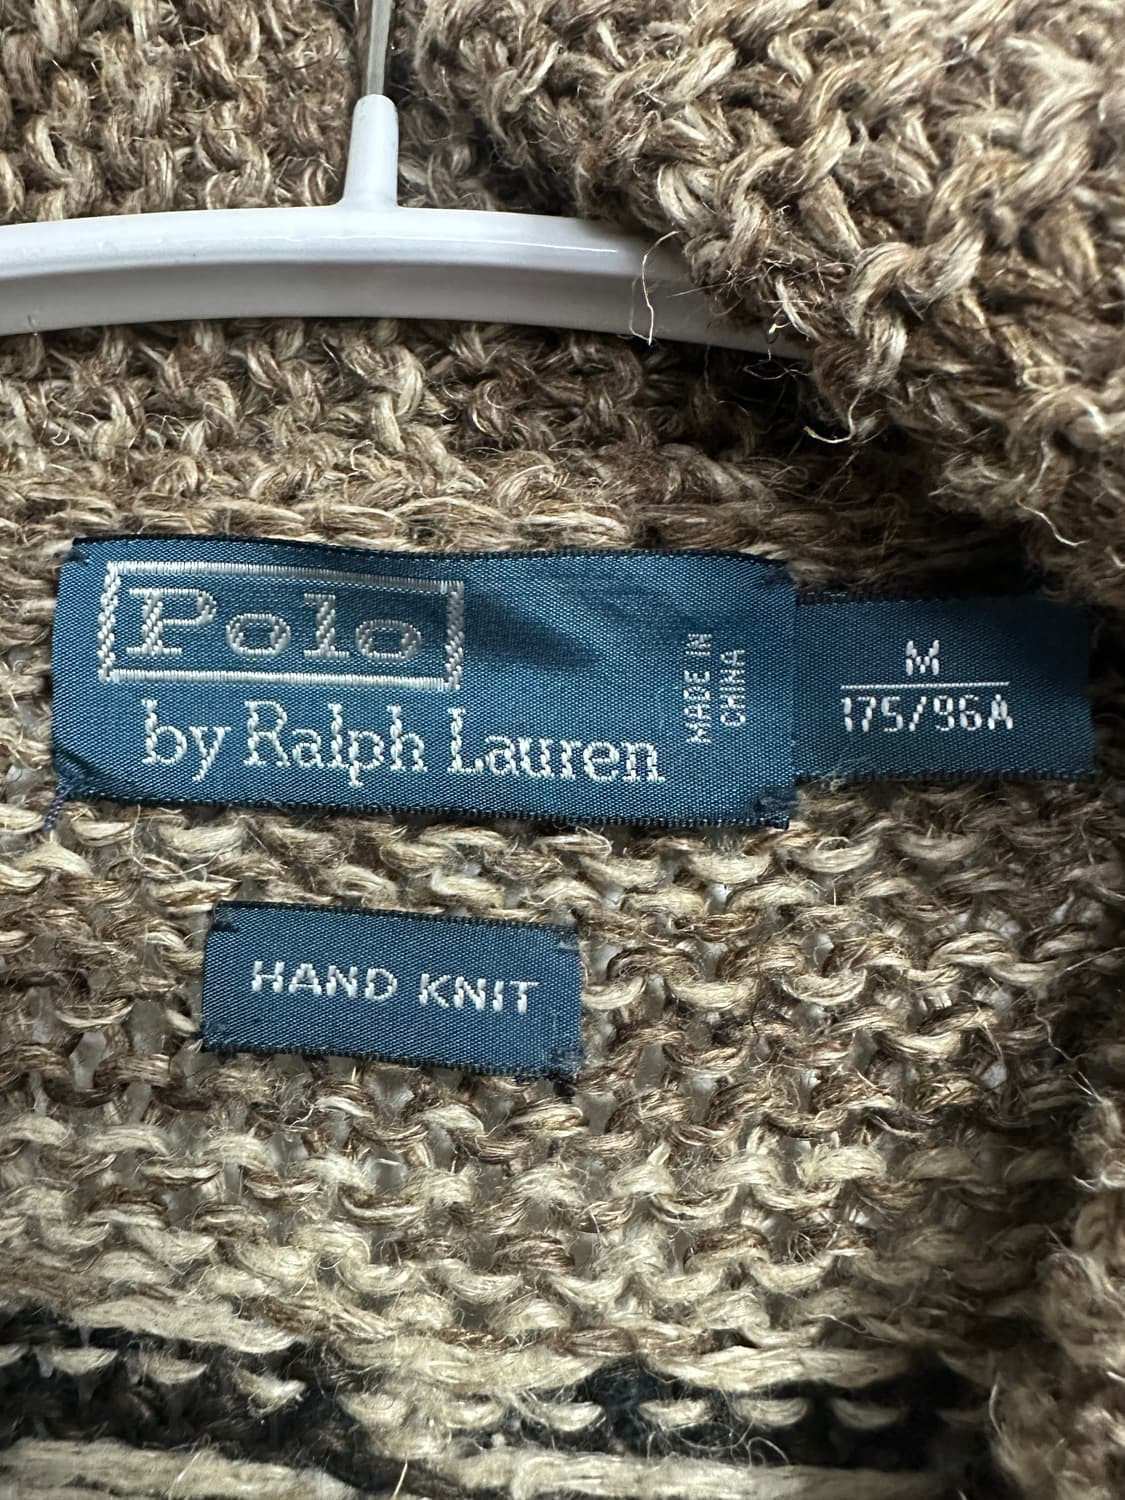 Polo
by Ralph Lauren
MADE IN
CHINA
M
175/96A
HAND KNIT